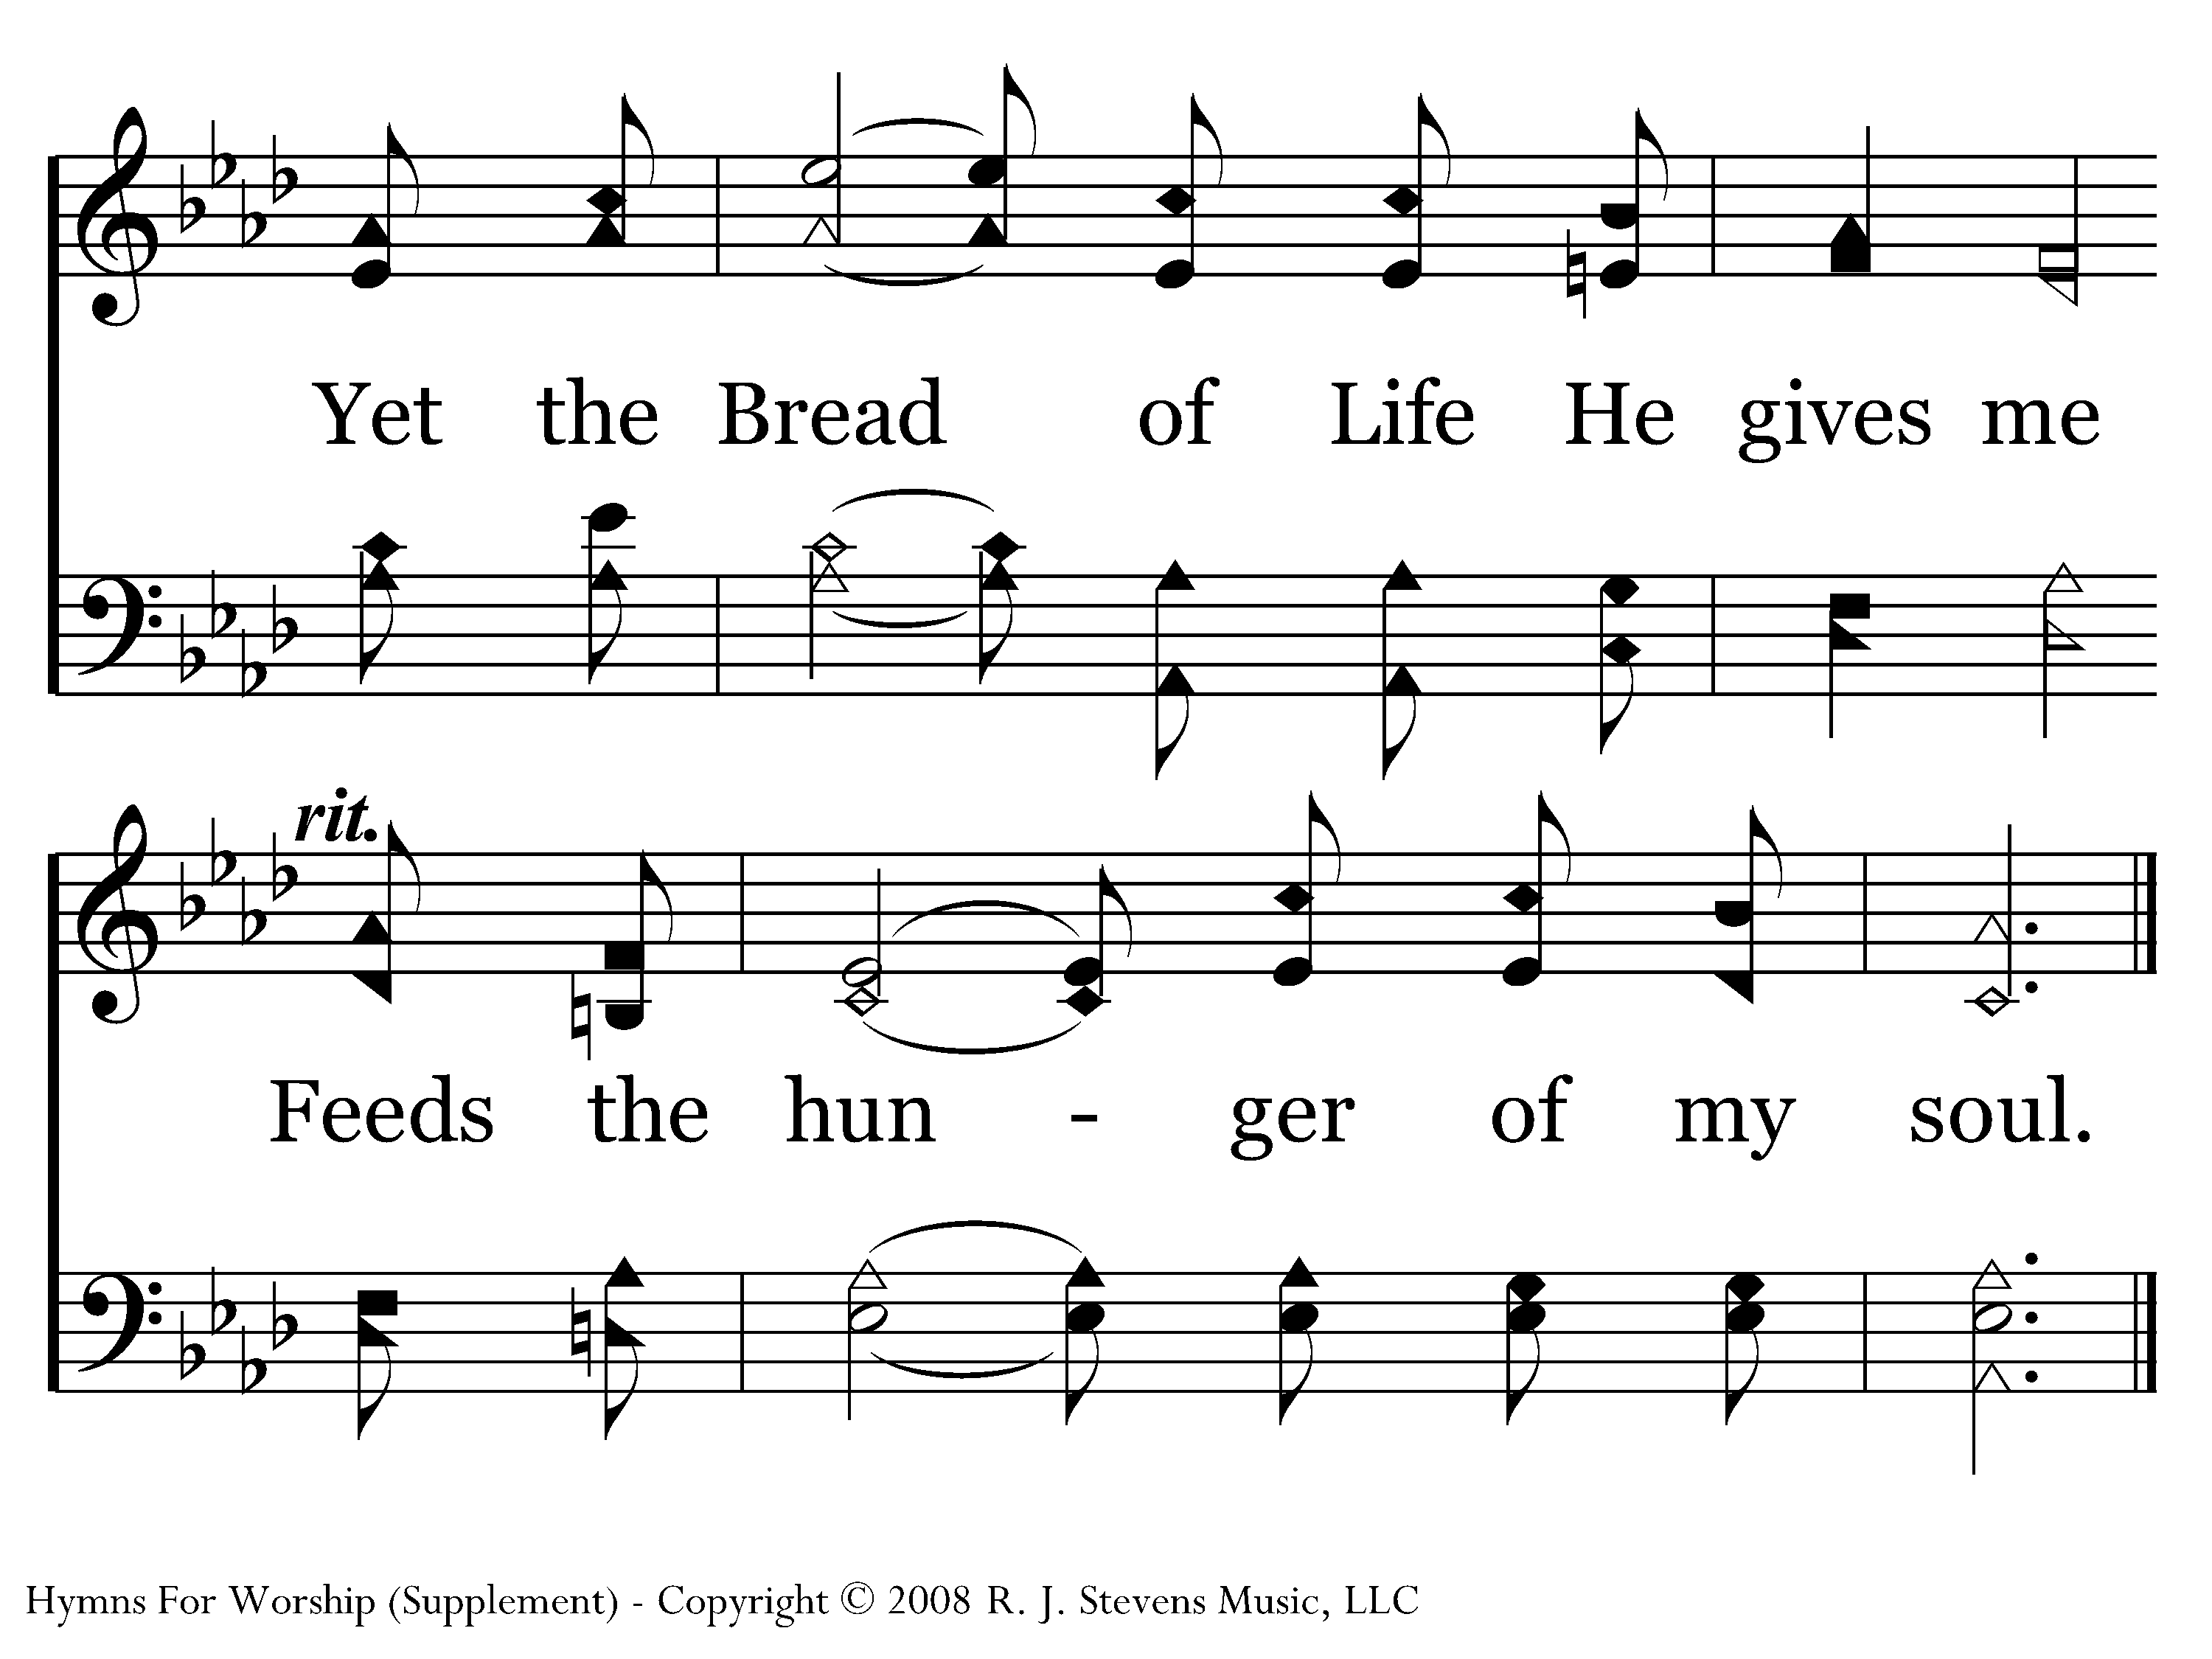 Yet the Bread of Life He gives me
rit.
Feeds the hun - ger of my soul.
Hymns For Worship (Supplement) - Copyright © 2008 R. J. Stevens Music, LLC